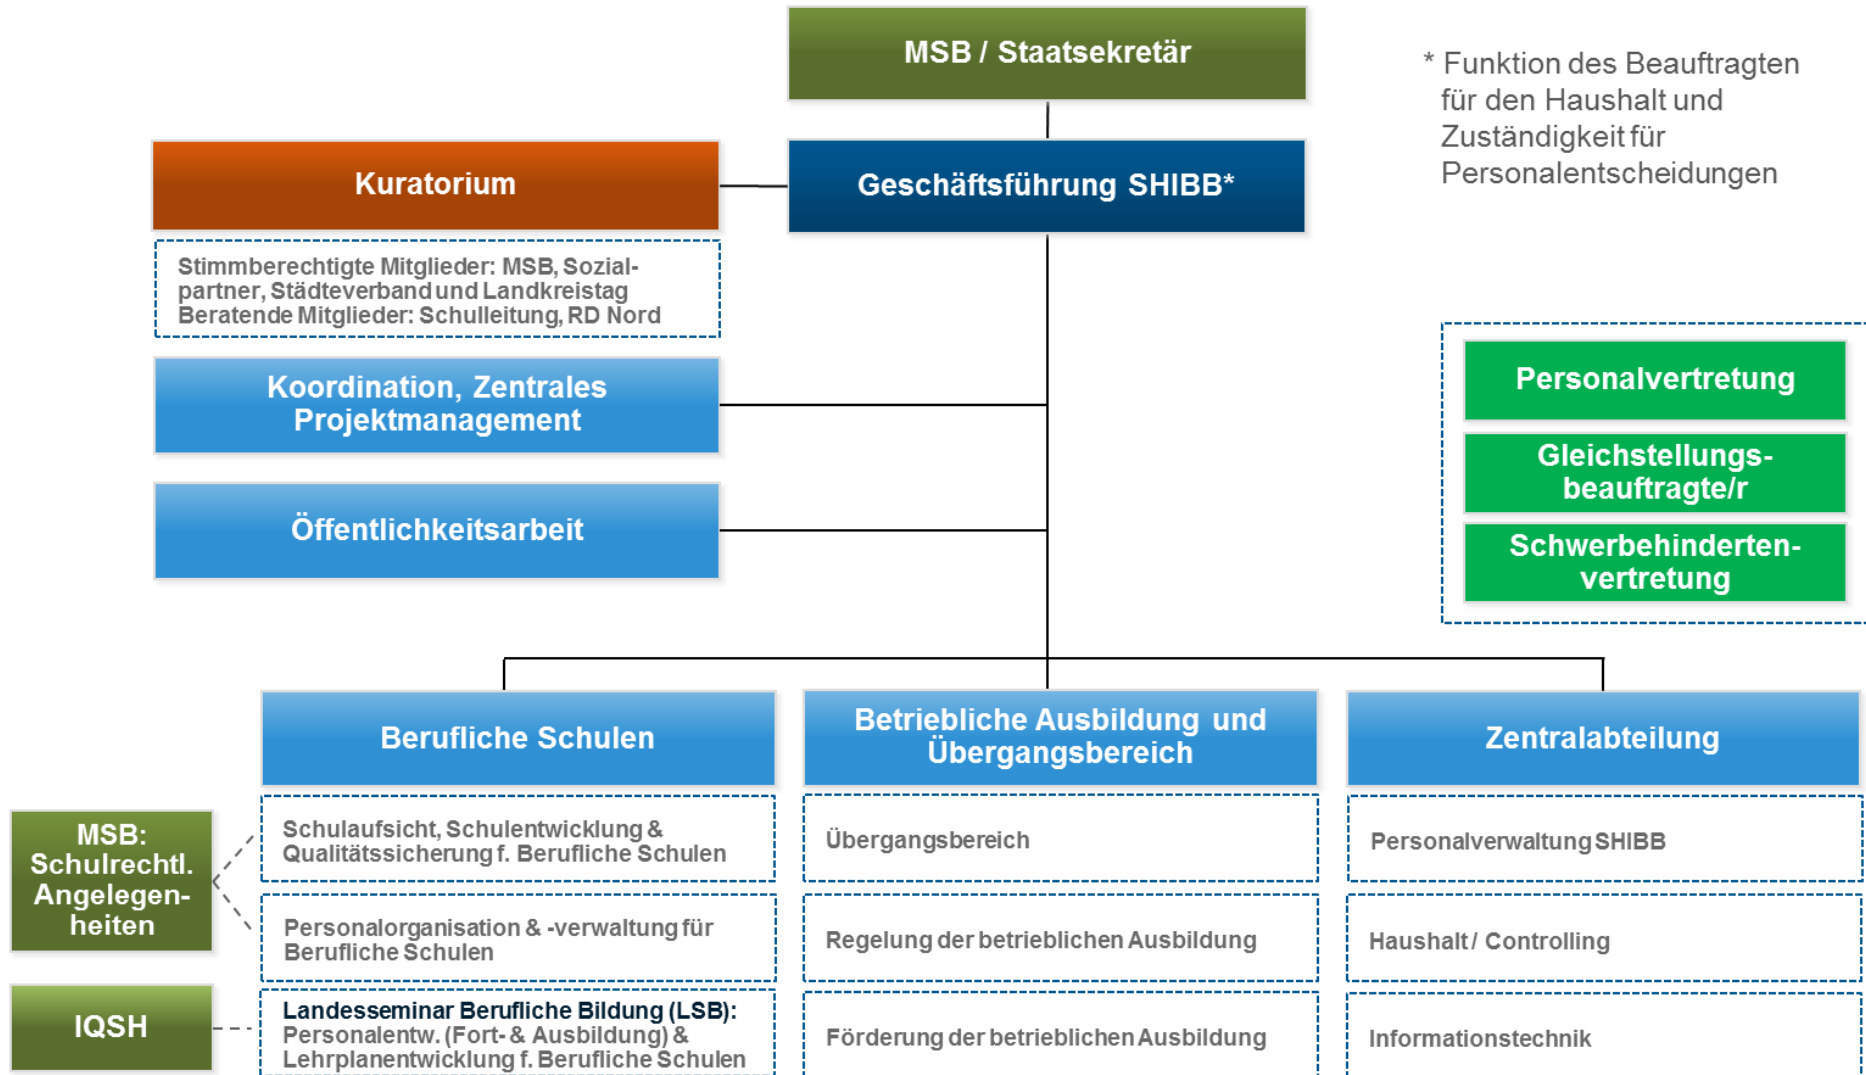 MSB / Staatsekretär
* Funktion des Beauftragten
für den Haushalt und
Zuständigkeit für
Personalentscheidungen
Kuratorium
Geschäftsführung SHIBB*
Stimmberechtigte Mitglieder: MSB, Sozial-
partner, Städteverband und Landkreistag
Beratende Mitglieder: Schulleitung, RD Nord
Koordination, Zentrales
Projektmanagement
Öffentlichkeitsarbeit
Personalvertretung
Gleichstellungs-
beauftragte/r
Schwerbehinderten-
vertretung
Berufliche Schulen
Betriebliche Ausbildung und
Übergangsbereich
Zentralabteilung
MSB:
Schulrechtl.
Angelegen-
heiten
Schulaufsicht, Schulentwicklung &
Qualitätssicherung f. Berufliche Schulen
Übergangsbereich
Personalverwaltung SHIBB
Personalorganisation & -verwaltung für
Berufliche Schulen
Regelung der betrieblichen Ausbildung
Haushalt / Controlling
IQSH
Landesseminar Berufliche Bildung (LSB):
Personalentw. (Fort- & Ausbildung) &
Lehrplanentwicklung f. Berufliche Schulen
Förderung der betrieblichen Ausbildung
Informationstechnik